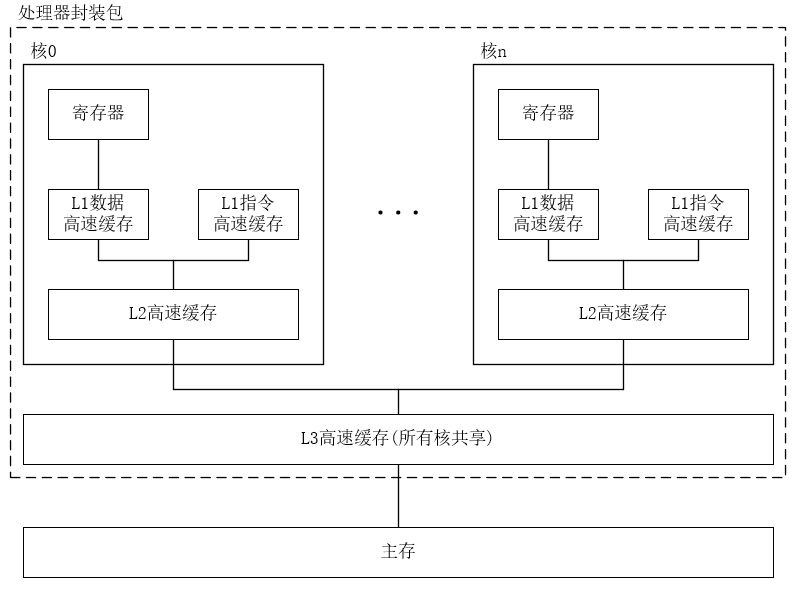 处理器封装包
核0
核n
寄存器
寄存器
L1数据
高速缓存
L1指令
高速缓存
...
L1数据
高速缓存
L1指令
高速缓存
L2高速缓存
L2高速缓存
L3高速缓存(所有核共享)
主存